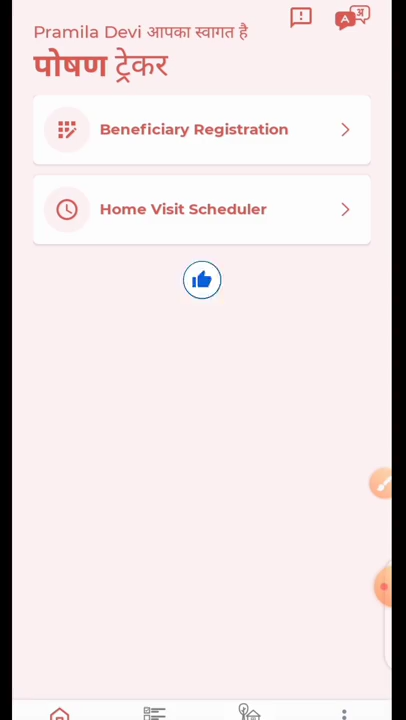 Pramila Devi आपका स्वागत है
A अ
पोषण ट्रेकर
Beneficiary Registration
Home Visit Scheduler